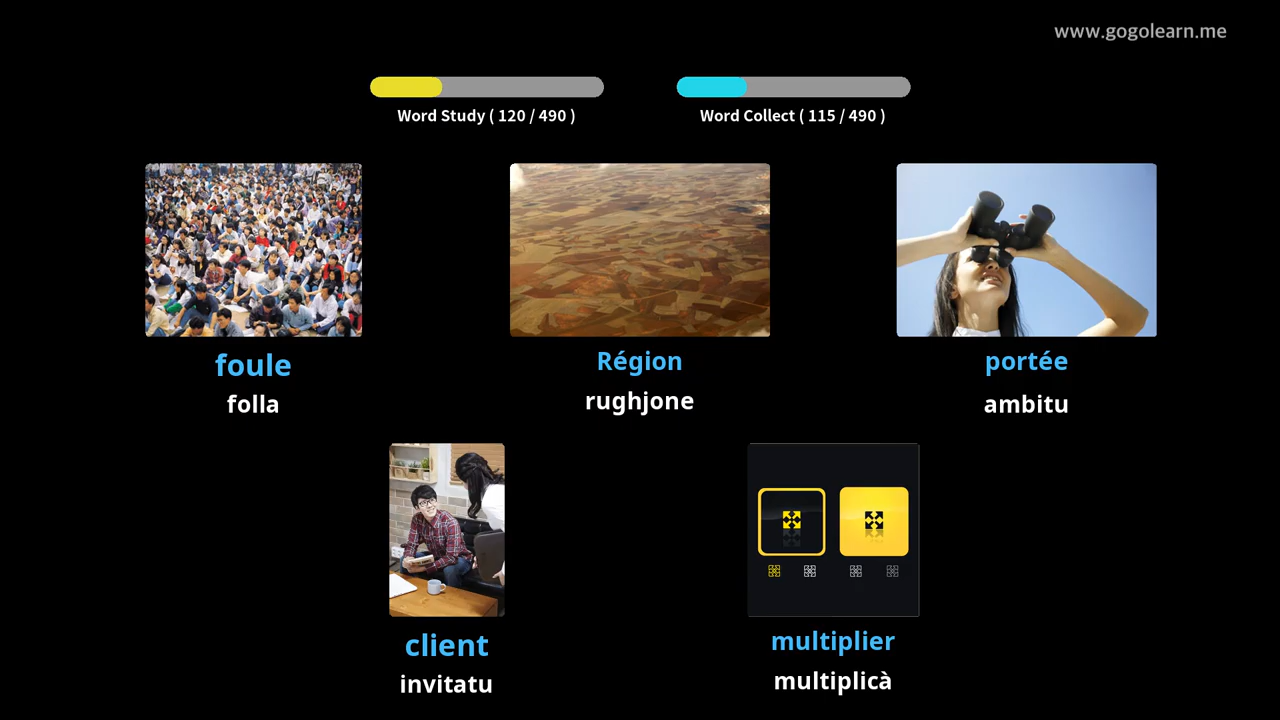 www.gogolearn.me
Word Study ( 120 / 490 )
Word Collect ( 115 / 490 )
foule
folla
Région
rughjone
portée
ambitu
client
invitatu
multiplier
multiplicà